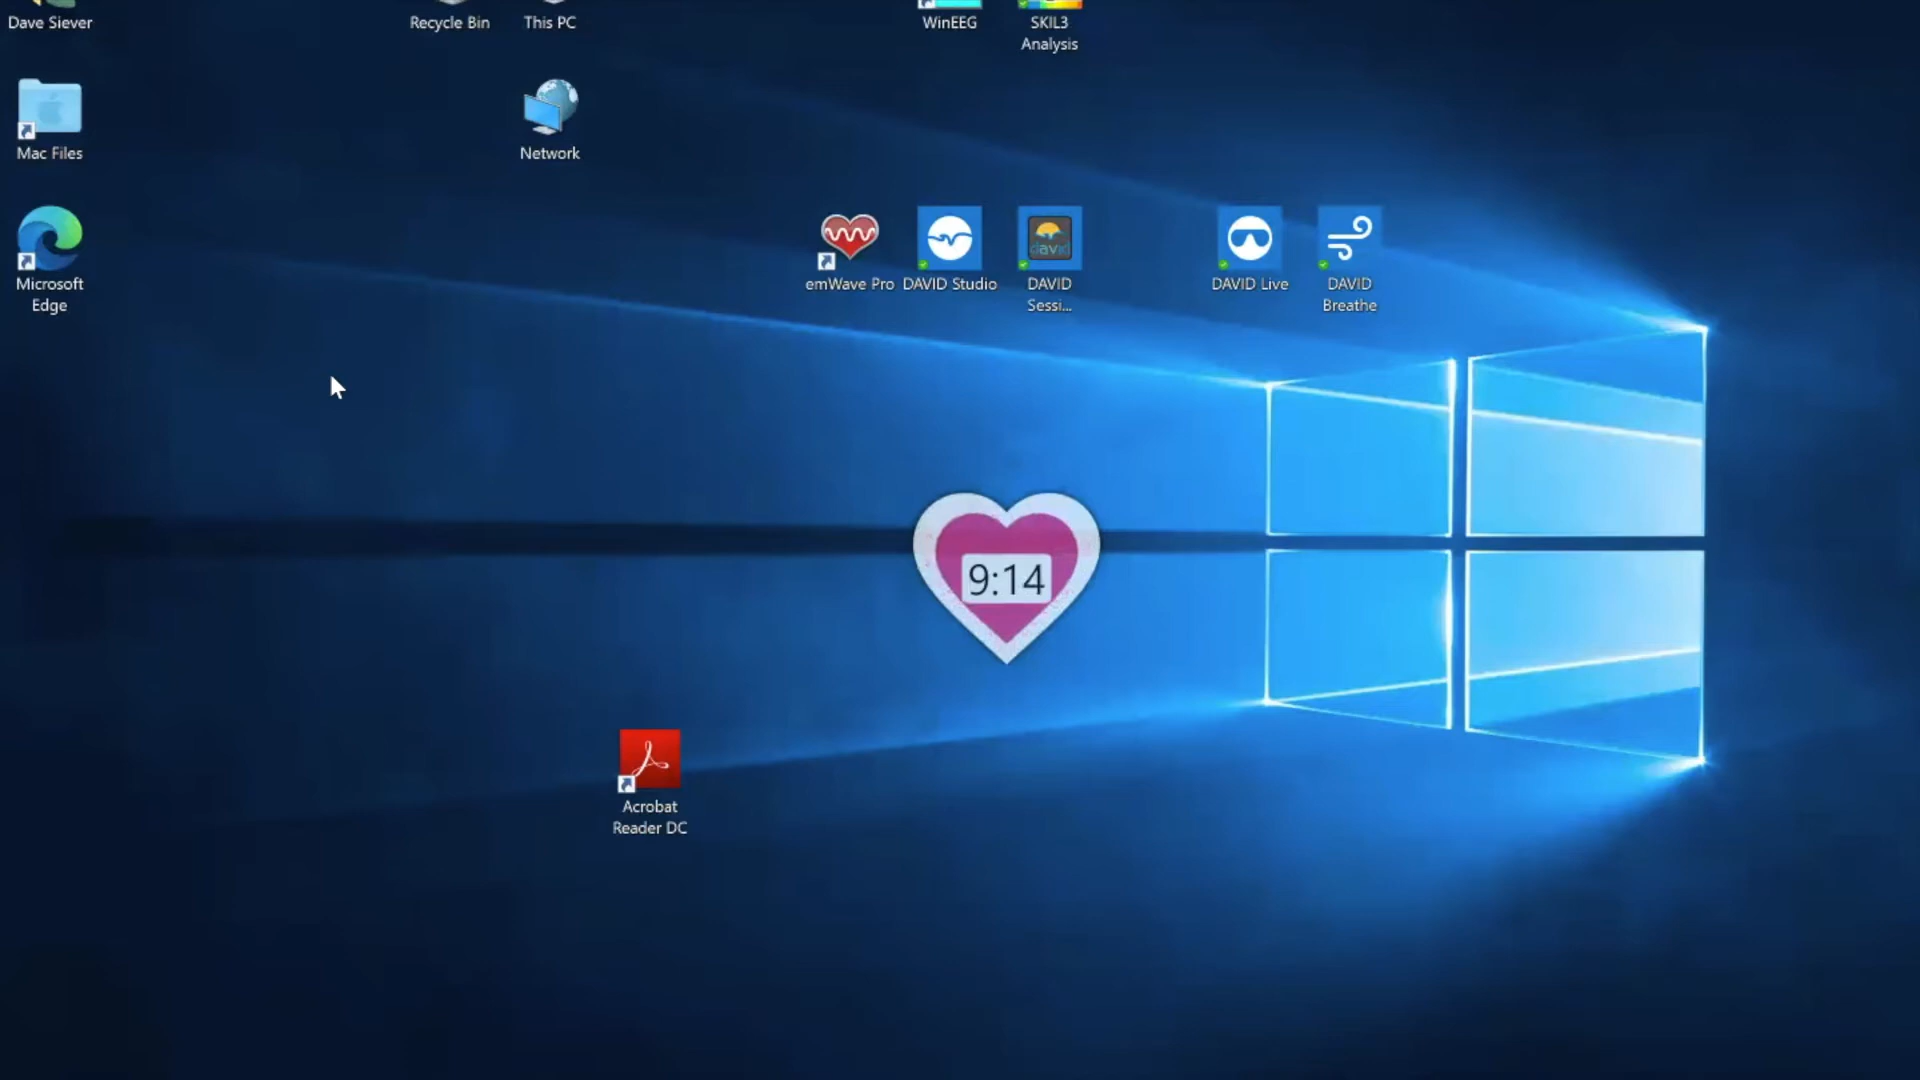 Dave Siever
Recycle Bin
This PC
WinEEG
SKIL3
Analysis
Mac Files
Network
Microsoft
Edge
emWave Pro
DAVID Studio
david
DAVID
Sessi...
DAVID Live
DAVID
Breathe
9:14
Acrobat
Reader DC